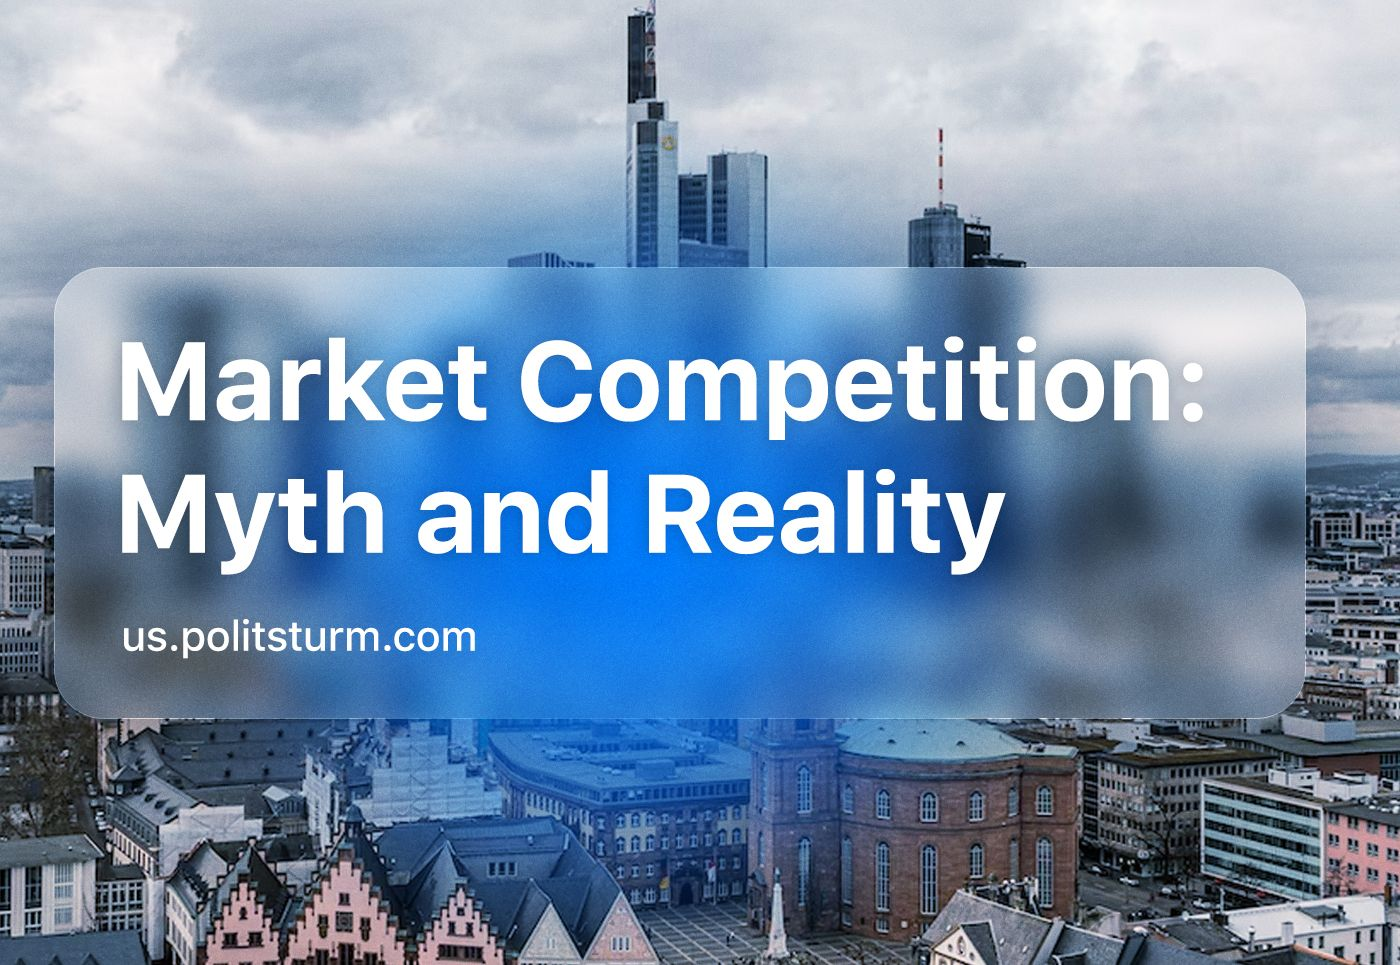 Market Competition:
Myth and Reality
us.politsturm.com